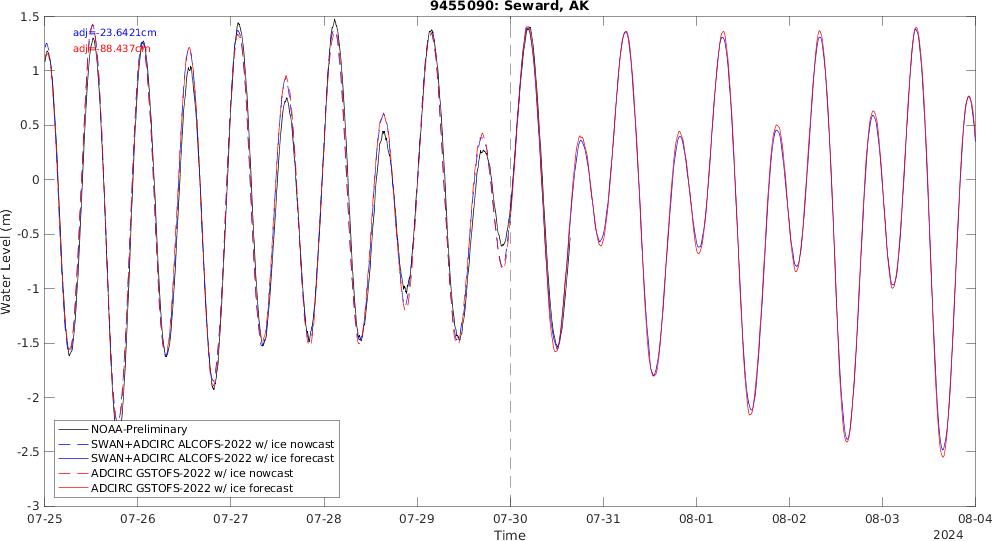 9455090: Seward, AK
adj=-23.6421cm
adj=-88.437cm
1.5
1
0.5
0
-0.5
-1
-1.5
-2
-2.5
-3
Water Level (m)
NOAA-Preliminary
SWAN+ADCIRC ALCOFS-2022 w/ ice nowcast
SWAN+ADCIRC ALCOFS-2022 w/ ice forecast
ADCIRC GSTOFS-2022 w/ ice nowcast
ADCIRC GSTOFS-2022 w/ ice forecast
07-25 07-26 07-27 07-28 07-29 07-30 07-31 08-01 08-02 08-03 08-04
Time
2024